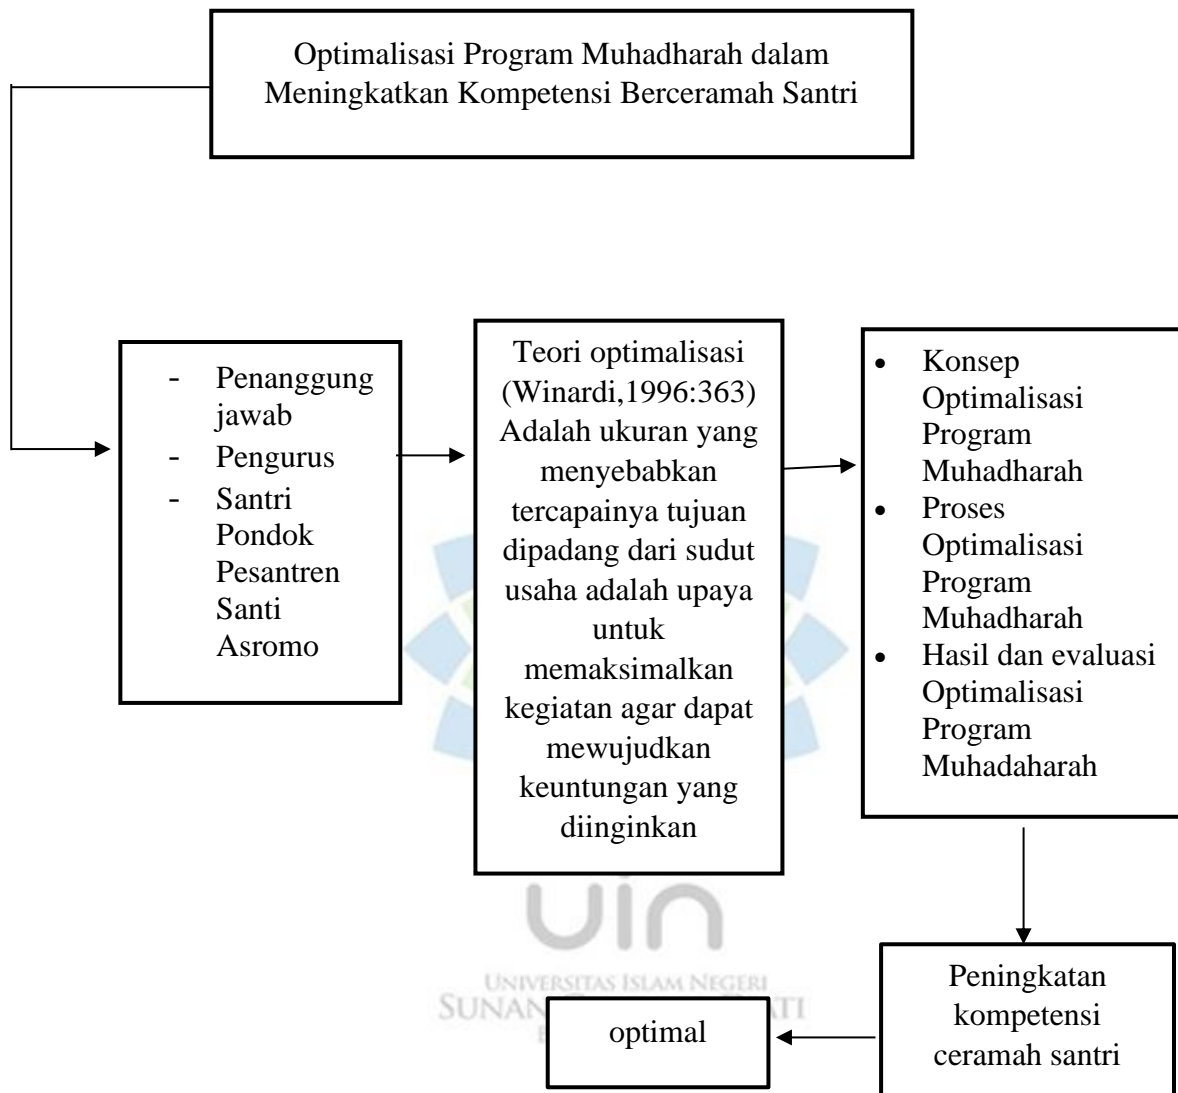 Optimalisasi Program Muhadharah dalam
Meningkatkan Kompetensi Berceramah Santri
- Penanggung
jawab
- Pengurus
- Santri
Pondok
Pesantren
Santi
Asromo
Teori optimalisasi
(Winardi,1996:363)
Adalah ukuran yang
menyebabkan
tercapainya tujuan
dipadang dari sudut
usaha adalah upaya
untuk
memaksimalkan
kegiatan agar dapat
mewujudkan
keuntungan yang
diinginkan
• Konsep
Optimalisasi
Program
Muhadharah
• Proses
Optimalisasi
Program
Muhadharah
• Hasil dan evaluasi
Optimalisasi
Program
Muhadaharah
uin
UNIVERSITAS ISLAM NEGERI
SUNAN
Peningkatan
kompetensi
ceramah santri
optimal